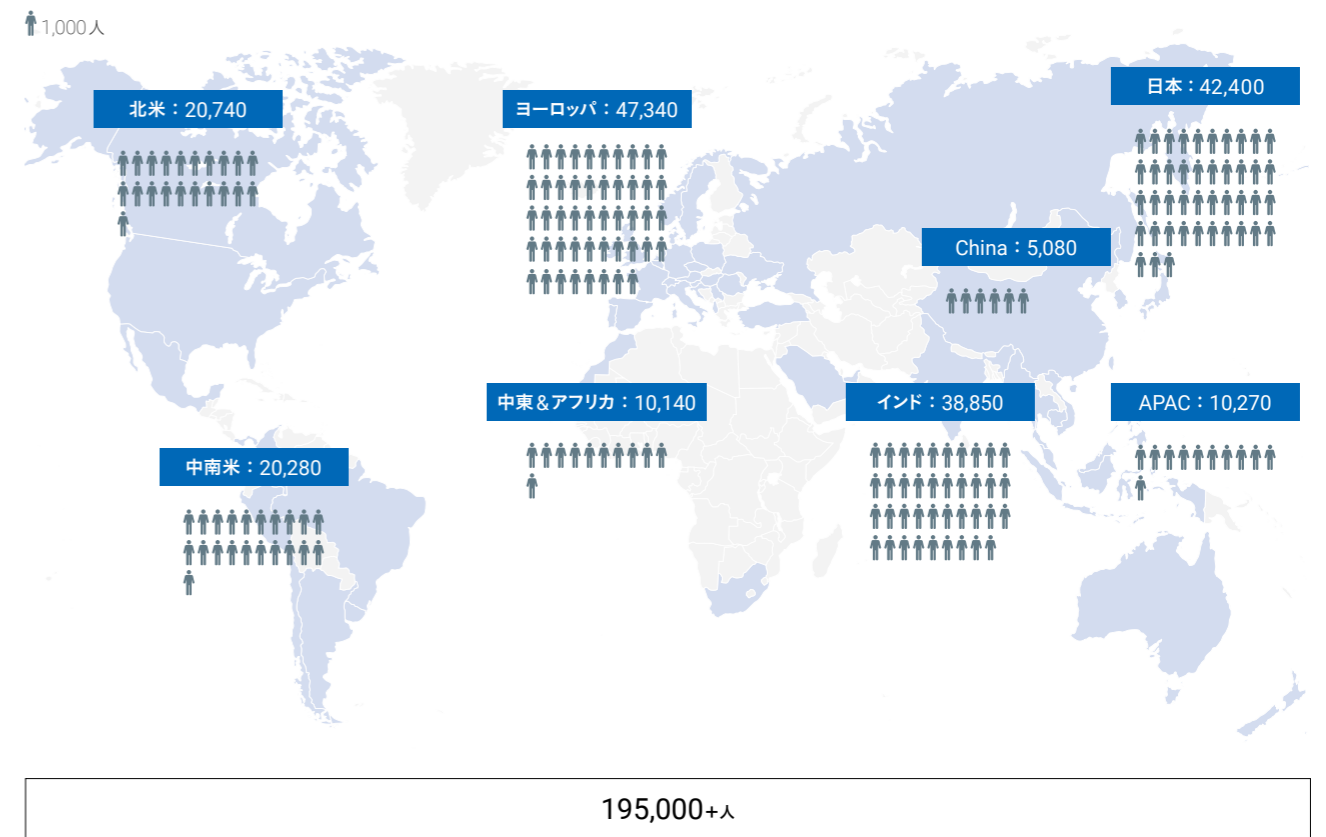 1,000人
北米：20,740
ヨーロッパ：47,340
日本：42,400
China：5,080
中東＆アフリカ：10,140
インド：38,850
APAC：10,270
中南米：20,280
195,000+人